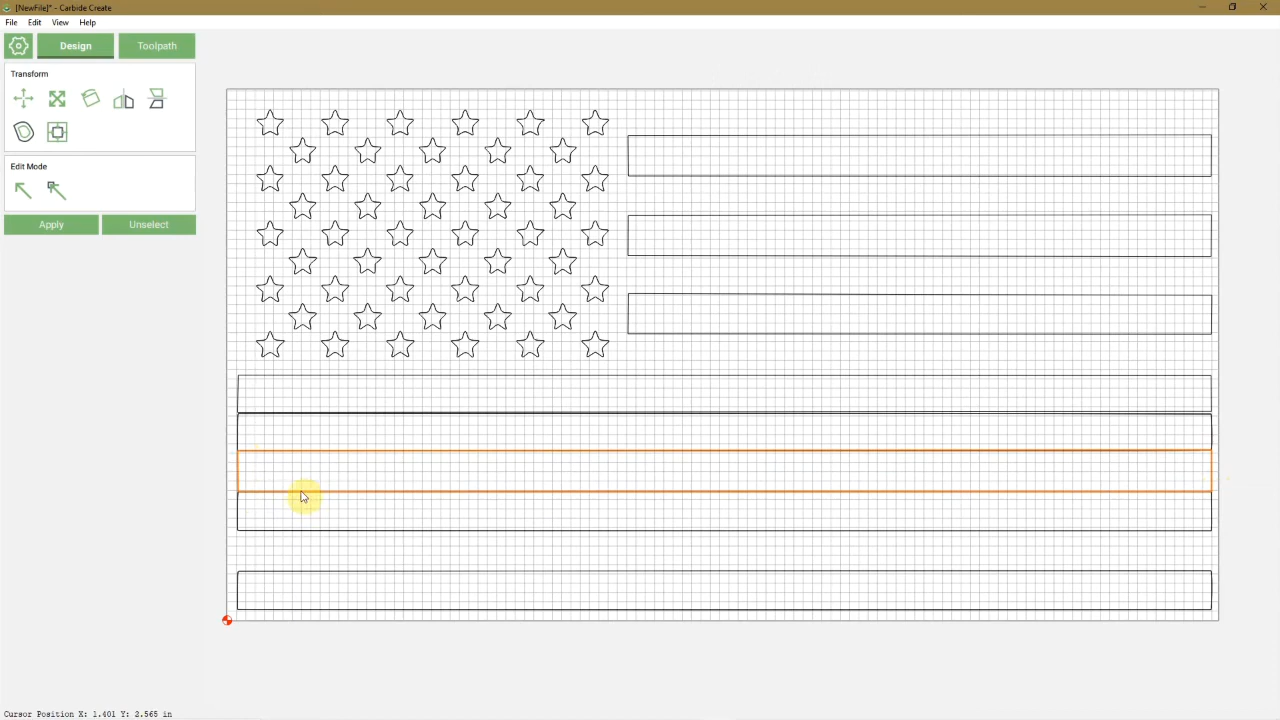 [NewFile]* - Carbide Create
File Edit View Help
Design Toolpath
Transform
Edit Mode
Apply Unselect
Cursor Position X: 1.401 Y: 2.565 in